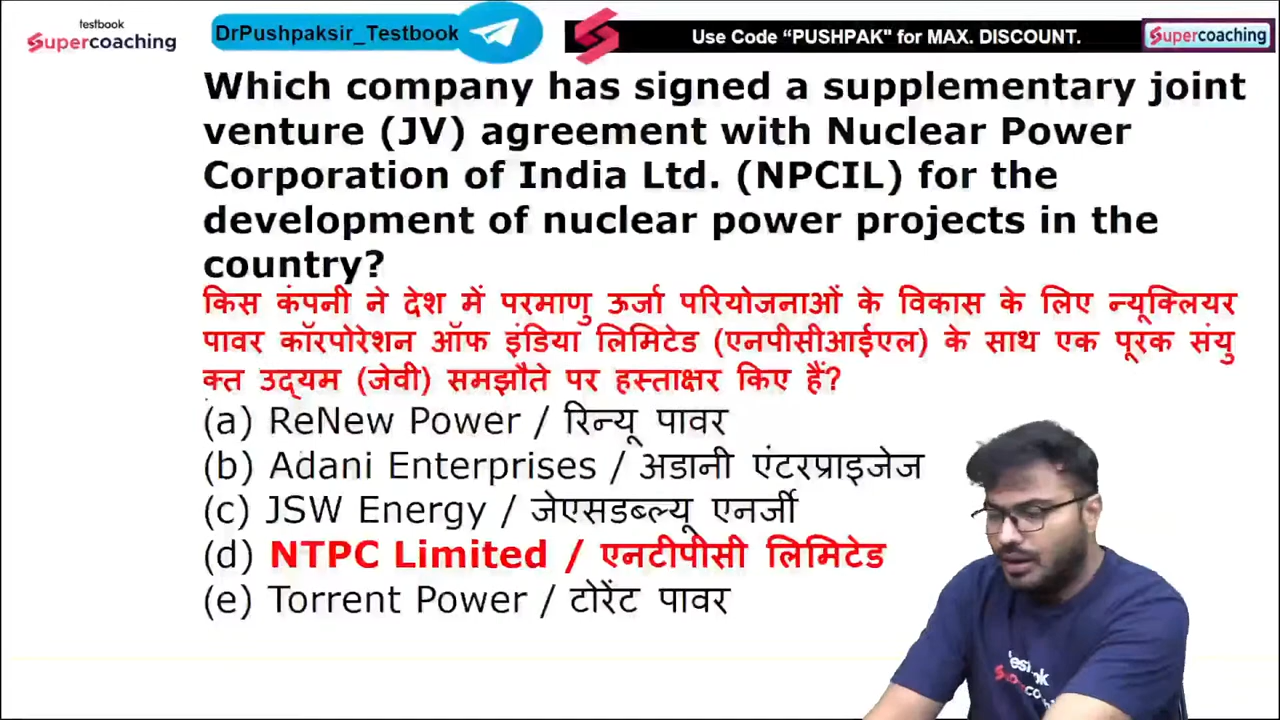 testbook
Supercoaching
DrPushpaksir_Testbook
Use Code “PUSHPAK" for MAX. DISCOUNT.
Supercoaching
Which company has signed a supplementary joint
venture (JV) agreement with Nuclear Power
Corporation of India Ltd. (NPCIL) for the
development of nuclear power projects in the
country?
किस कंपनी ने देश में परमाणु ऊर्जा परियोजनाओं के विकास के लिए न्यूक्लियर
पावर कॉरपोरेशन ऑफ इंडिया लिमिटेड (एनपीसीआईएल) के साथ एक पूरक संयु
क्त उद्यम (जेवी) समझौते पर हस्ताक्षर किए हैं?
(a) ReNew Power / रिन्यू पावर
(b) Adani Enterprises / अडानी एंटरप्राइजेज
(c) JSW Energy / जेएसडब्ल्यू एनर्जी
(d) NTPC Limited / एनटीपीसी लिमिटेड
(e) Torrent Power / टोरेंट पावर